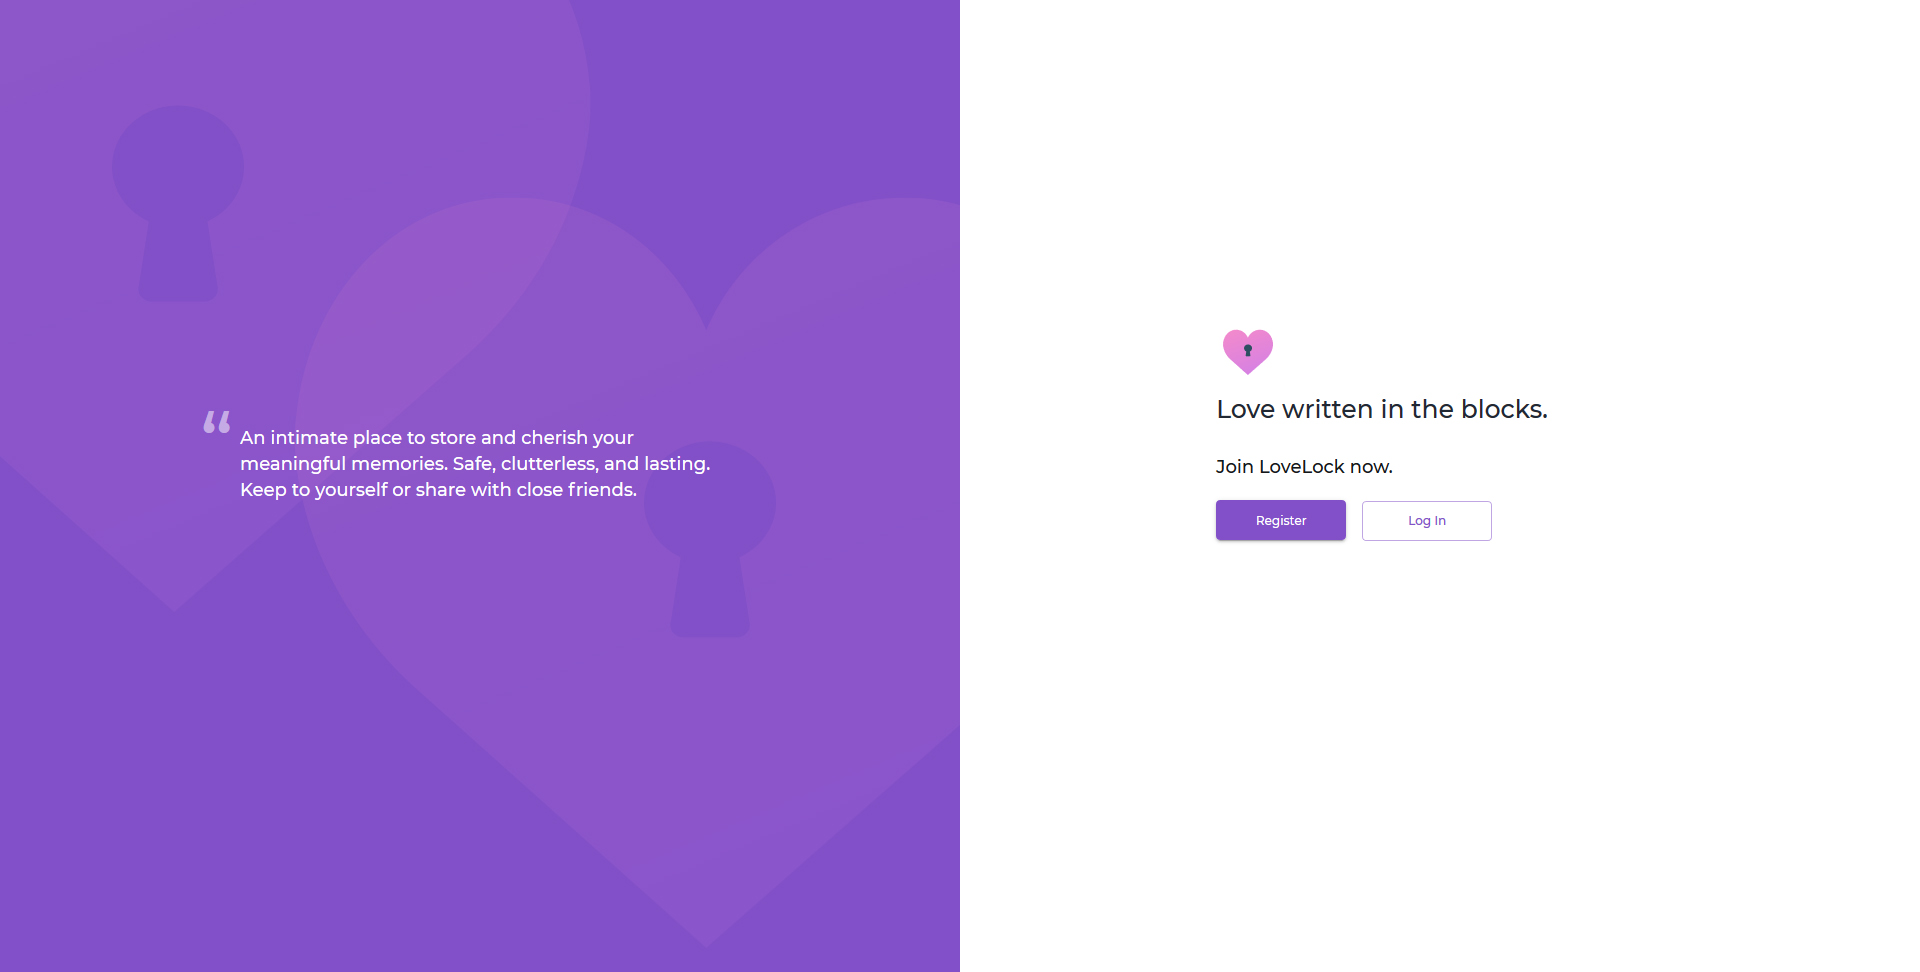 “ An intimate place to store and cherish your
meaningful memories. Safe, clutterless, and lasting.
Keep to yourself or share with close friends.
Love written in the blocks.
Join LoveLock now.
Register
Log In